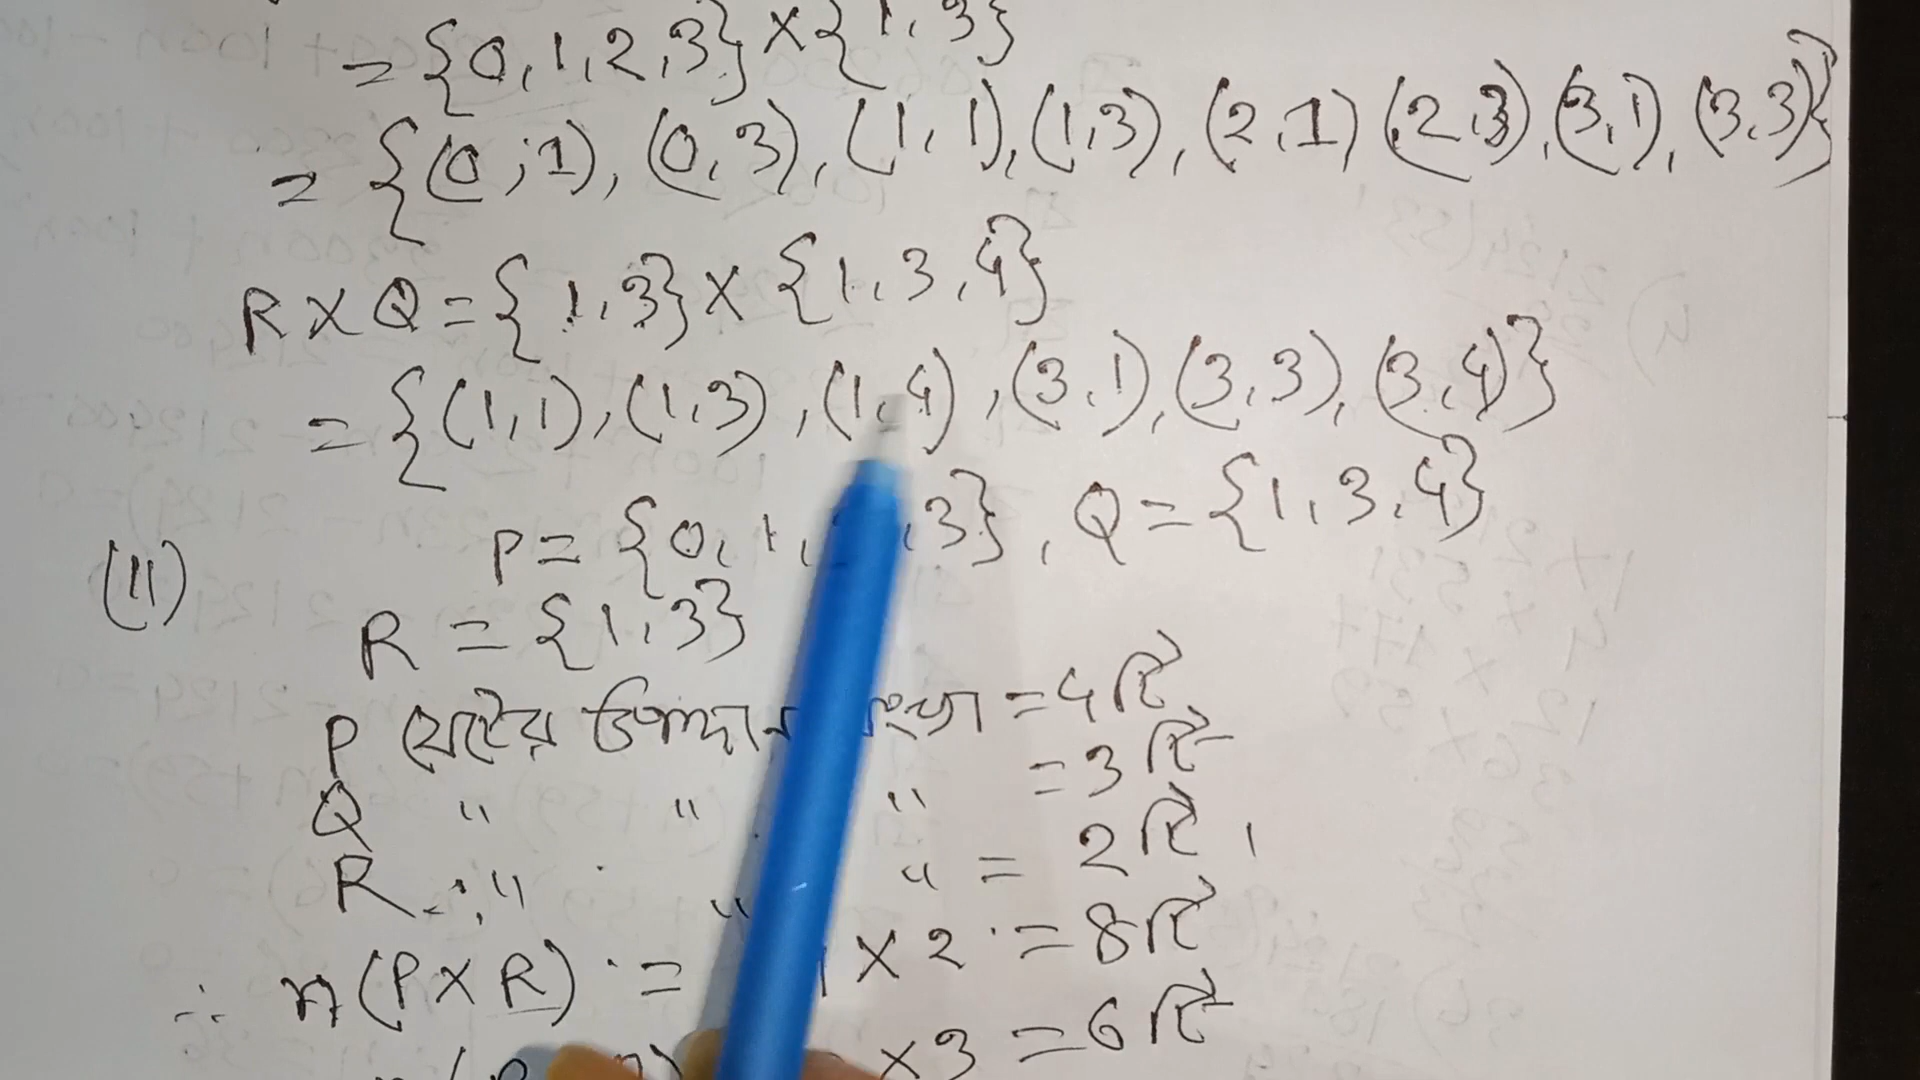 = {0,1,2,3} × {1,3}
= {(0,1), (0,3), (1,1), (1,3), (2,1) (2,3), (3,1), (3,3)}
R × Q = {1,3} × {1,3,4}
= {(1,1), (1,3), (1,4), (3,1), (3,3), (3,4)}
(II) P = {0, 1, ,3}, Q = {1,3,4}
R = {1,3}
P সেটের উপাদান = 4 টি
Q " " " = 3 টি
R " " " = 2 টি ।
∴ n(P × R) = × 2 = 8 টি
× 3 = 6 টি